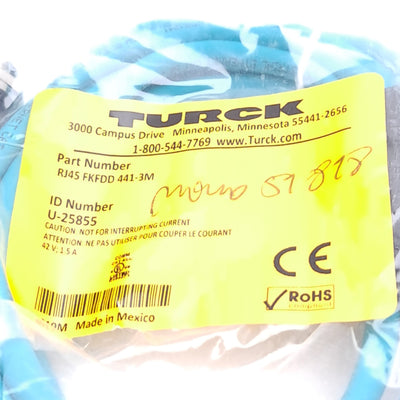 TURCK
3000 Campus Drive Minneapolis, Minnesota 55441-2656
1-800-544-7769 www.Turck.com
Part Number
RJ45 FKFDD 441-3M
ID Number
U-25855
CAUTION NOT FOR INTERRUPTING CURRENT
ATTENTION NE PAS UTILISER POUR COUPER LE COURANT
42 V; 1.5 A
51 818
CE
RoHS
Made in Mexico